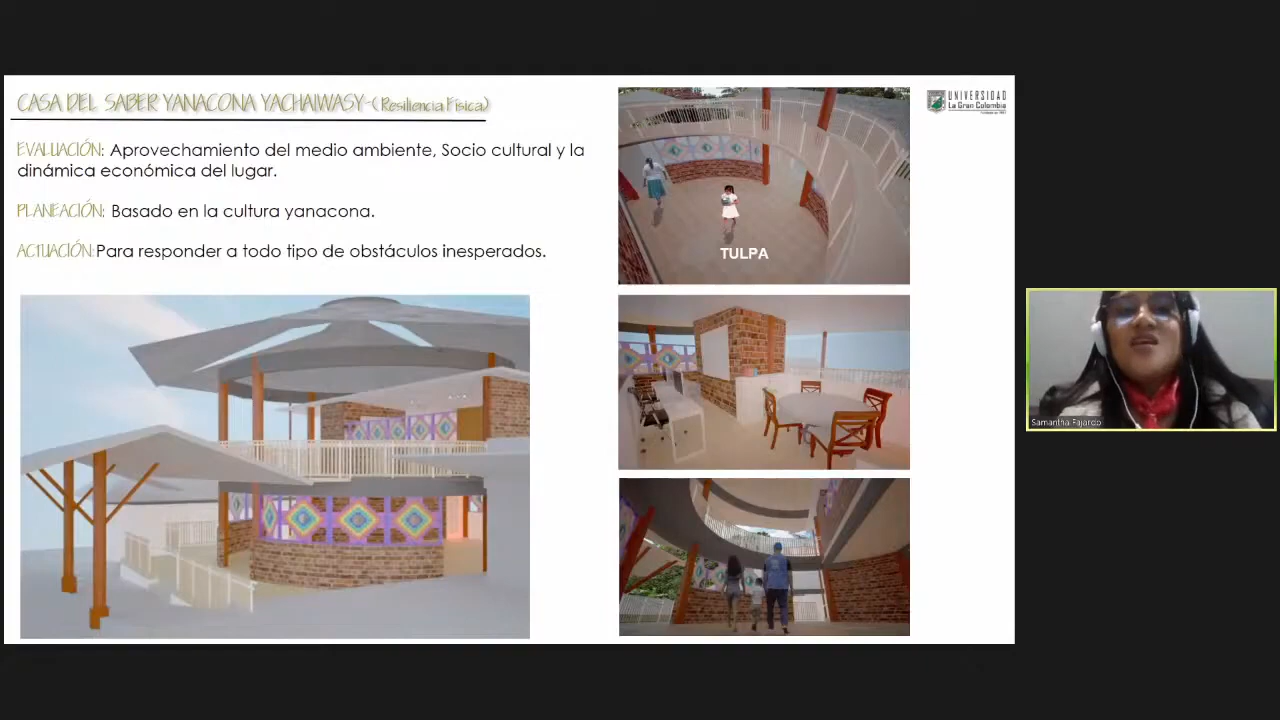 CASA DEL SABER YANACONA YACHAIWASY-(Resiliencia Física)
EVALUACIÓN: Aprovechamiento del medio ambiente, Socio cultural y la
dinámica económica del lugar.
PLANEACIÓN: Basado en la cultura yanacona.
ACTUACIÓN: Para responder a todo tipo de obstáculos inesperados.
TULPA
UNIVERSIDAD
La Gran Colombia
Samantha Fajardo